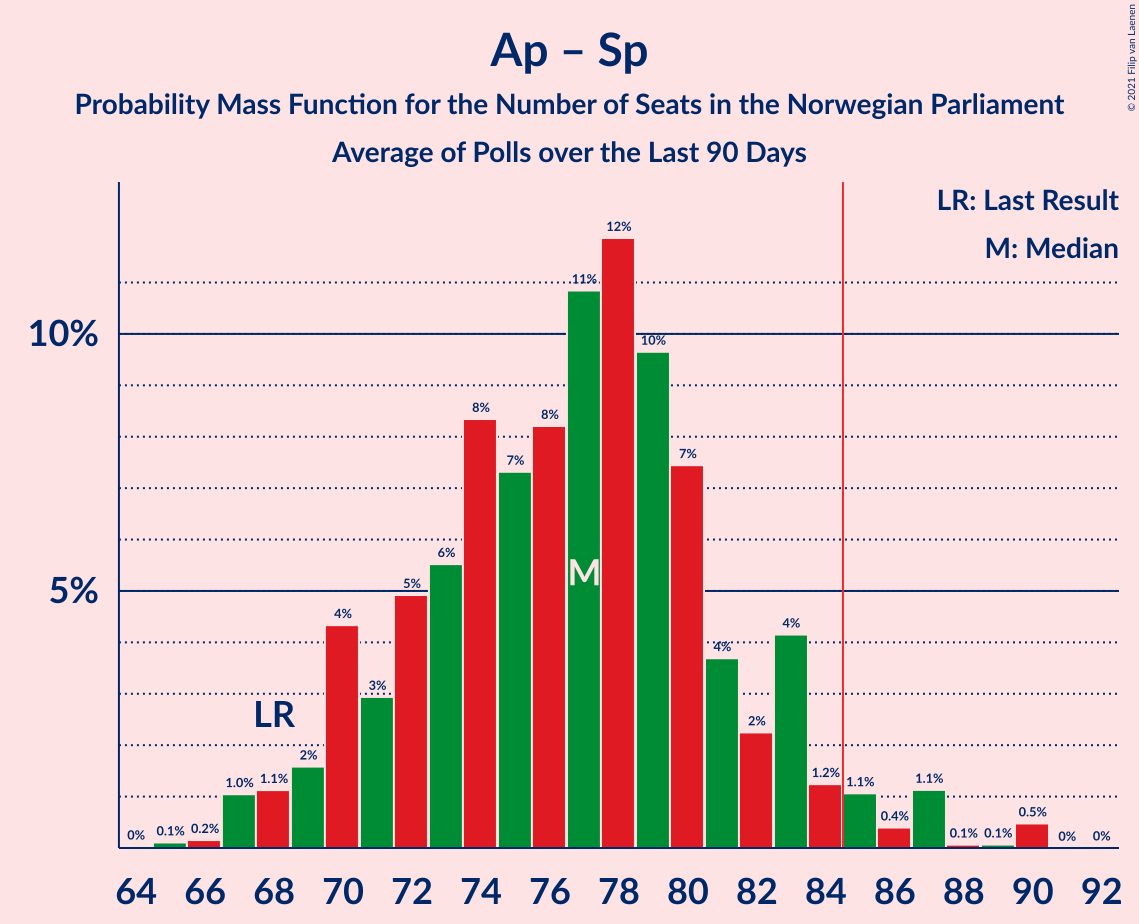 Ap – Sp
Probability Mass Function for the Number of Seats in the Norwegian Parliament
Average of Polls over the Last 90 Days
© 2021 Filip van Laenen
LR: Last Result
M: Median
10%
5%
0% 0.1% 0.2% 1.0% 1.1% 2% 4% 3% 5% 6% 8% 7% 8% 11% 12% 10% 7% 4% 2% 4% 1.2% 1.1% 0.4% 1.1% 0.1% 0.1% 0.5% 0% 0%
LR
M
64 66 68 70 72 74 76 78 80 82 84 86 88 90 92